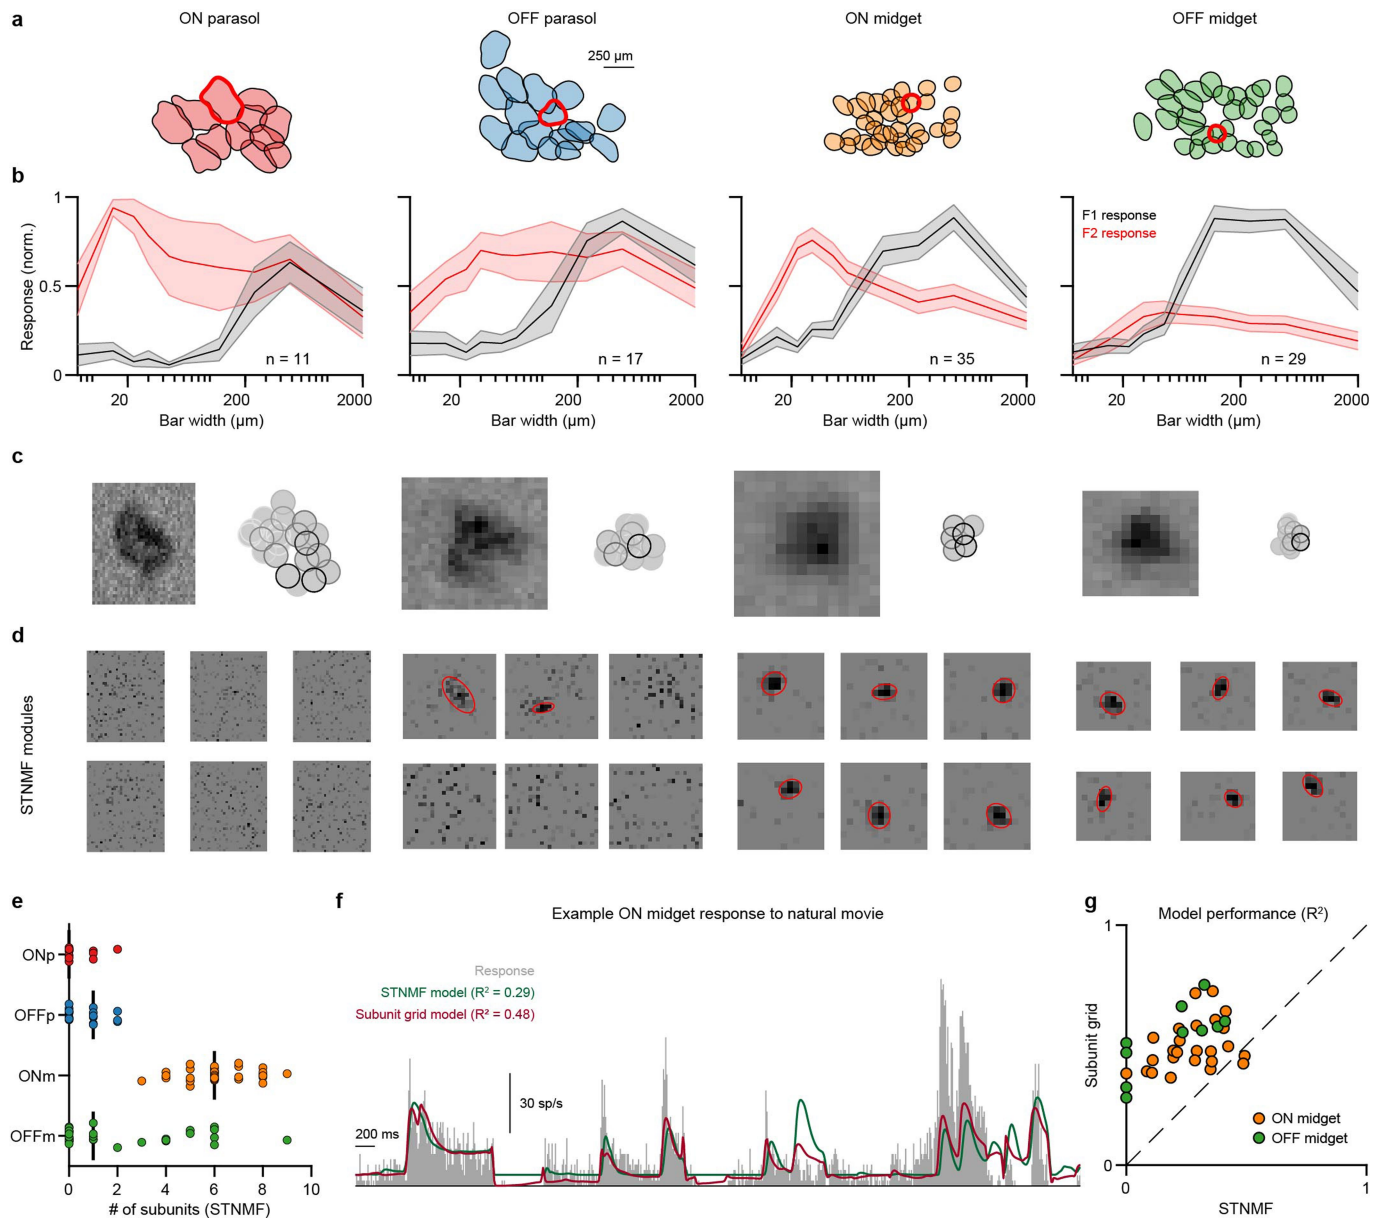 a
ON parasol
OFF parasol
ON midget
OFF midget
250 µm
b
Response (norm.)
1
0.5
0
n = 11
20
200
2000
Bar width (µm)
n = 17
20
200
2000
Bar width (µm)
n = 35
20
200
2000
Bar width (µm)
F1 response
F2 response
n = 29
20
200
2000
Bar width (µm)
c
d
STNMF modules
e
ONp
OFFp
ONm
OFFm
0
2
4
6
8
10
# of subunits (STNMF)
f
Example ON midget response to natural movie
Response
STNMF model (R² = 0.29)
Subunit grid model (R² = 0.48)
30 sp/s
200 ms
g
Model performance (R²)
1
Subunit grid
0
ON midget
OFF midget
0
1
STNMF